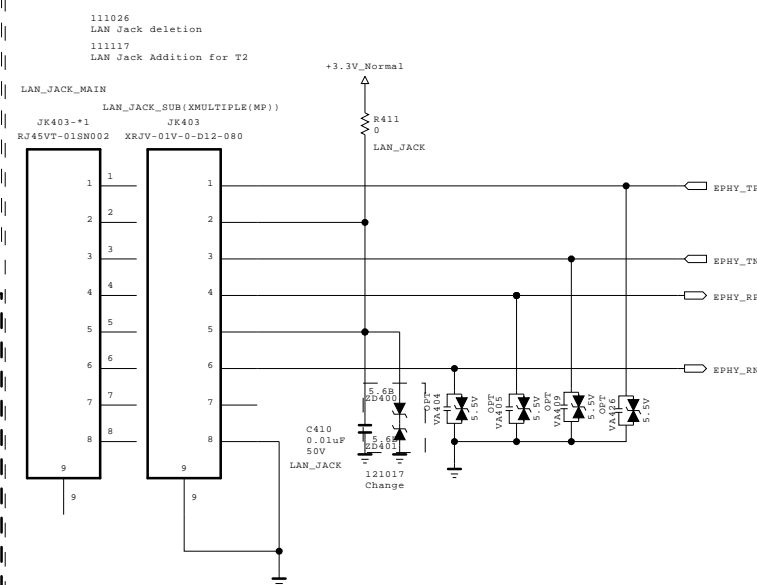 111026
LAN Jack deletion
111117
LAN Jack Addition for T2
+3.3V_Normal
LAN_JACK_MAIN
LAN_JACK_SUB(XMULTIPLE(MP))
JK403-*1
RJ45VT-01SN002
JK403
XRJV-01V-0-D12-080
R411
0
LAN_JACK
1
1
1
EPHY_TP
2
2
2
3
3
3
EPHY_TN
4
4
4
EPHY_RP
5
5
5
6
6
6
EPHY_RN
7
7
7
8
8
8
9
9
9
9
5.6B
ZD400
5.6B
ZD401
C410
0.01uF
50V
LAN_JACK
121017
Change
OPT
VA404
5.5V
OPT
VA405
5.5V
OPT
VA409
5.5V
OPT
5.5V